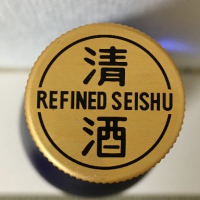 清
REFINED SEISHU
酒